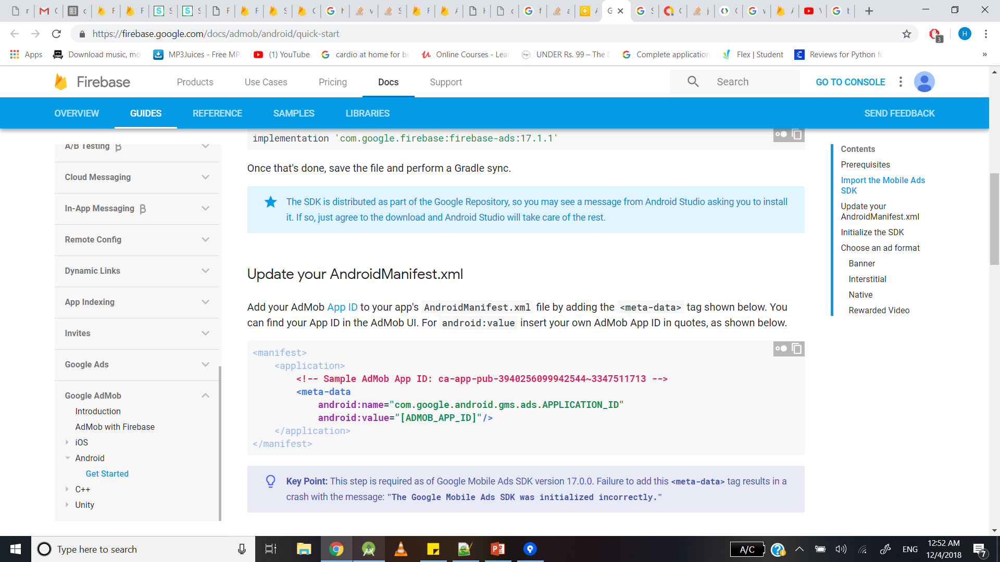 https://firebase.google.com/docs/admob/android/quick-start
3
H
Apps
Download music, mo
MP3Juices - Free MP3
(1) YouTube
cardio at home for be
Online Courses - Lear
UNDER Rs. 99 – The
Complete application
Flex | Student
Reviews for Python fo
»
Firebase
Products
Use Cases
Pricing
Docs
Support
Search
GO TO CONSOLE
OVERVIEW
GUIDES
REFERENCE
SAMPLES
LIBRARIES
SEND FEEDBACK
A/B Testing β
Cloud Messaging
In-App Messaging β
Remote Config
Dynamic Links
App Indexing
Invites
Google Ads
Google AdMob
Introduction
AdMob with Firebase
iOS
Android
Get Started
C++
Unity
implementation 'com.google.firebase:firebase-ads:17.1.1'
Once that's done, save the file and perform a Gradle sync.
The SDK is distributed as part of the Google Repository, so you may see a message from Android Studio asking you to install
it. If so, just agree to the download and Android Studio will take care of the rest.
Update your AndroidManifest.xml
Add your AdMob App ID to your app's AndroidManifest.xml file by adding the <meta-data> tag shown below. You
can find your App ID in the AdMob UI. For android:value insert your own AdMob App ID in quotes, as shown below.
<manifest>
<application>
<!-- Sample AdMob App ID: ca-app-pub-3940256099942544~3347511713 -->
<meta-data
android:name="com.google.android.gms.ads.APPLICATION_ID"
android:value="[ADMOB_APP_ID]"/>
</application>
</manifest>
Key Point: This step is required as of Google Mobile Ads SDK version 17.0.0. Failure to add this <meta-data> tag results in a
crash with the message: "The Google Mobile Ads SDK was initialized incorrectly."
Contents
Prerequisites
Import the Mobile Ads
SDK
Update your
AndroidManifest.xml
Initialize the SDK
Choose an ad format
Banner
Interstitial
Native
Rewarded Video
Type here to search
A/C
ENG
12:52 AM
12/4/2018
7